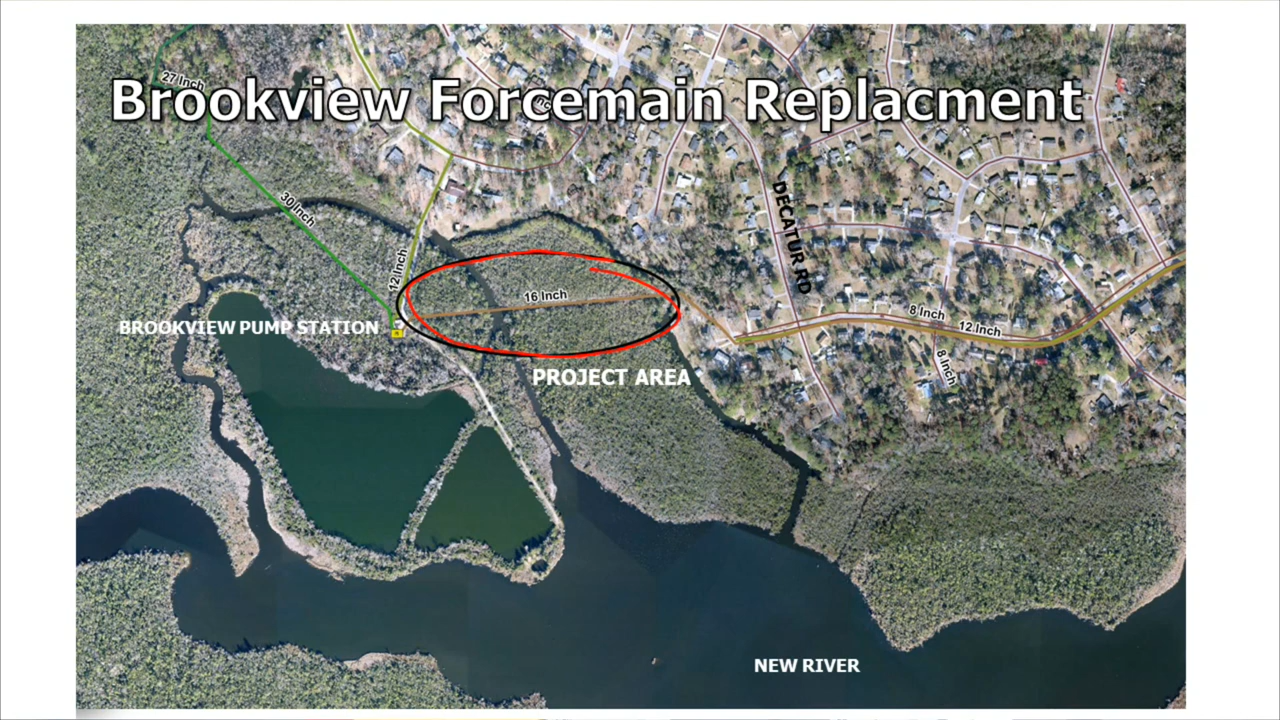 27 Inch
Brookview Forcemain Replacment
30 Inch
12 Inch
DECATUR RD
16 Inch
BROOKVIEW PUMP STATION
8 Inch
12 Inch
8 Inch
PROJECT AREA
NEW RIVER